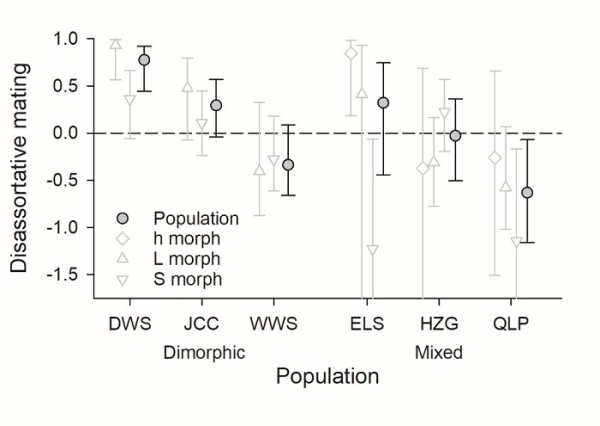 Disassortative mating
1.0
0.5
0.0
-0.5
-1.0
-1.5
Population
h morph
L morph
S morph
DWS JCC WWS ELS HZG QLP
Dimorphic Mixed
Population